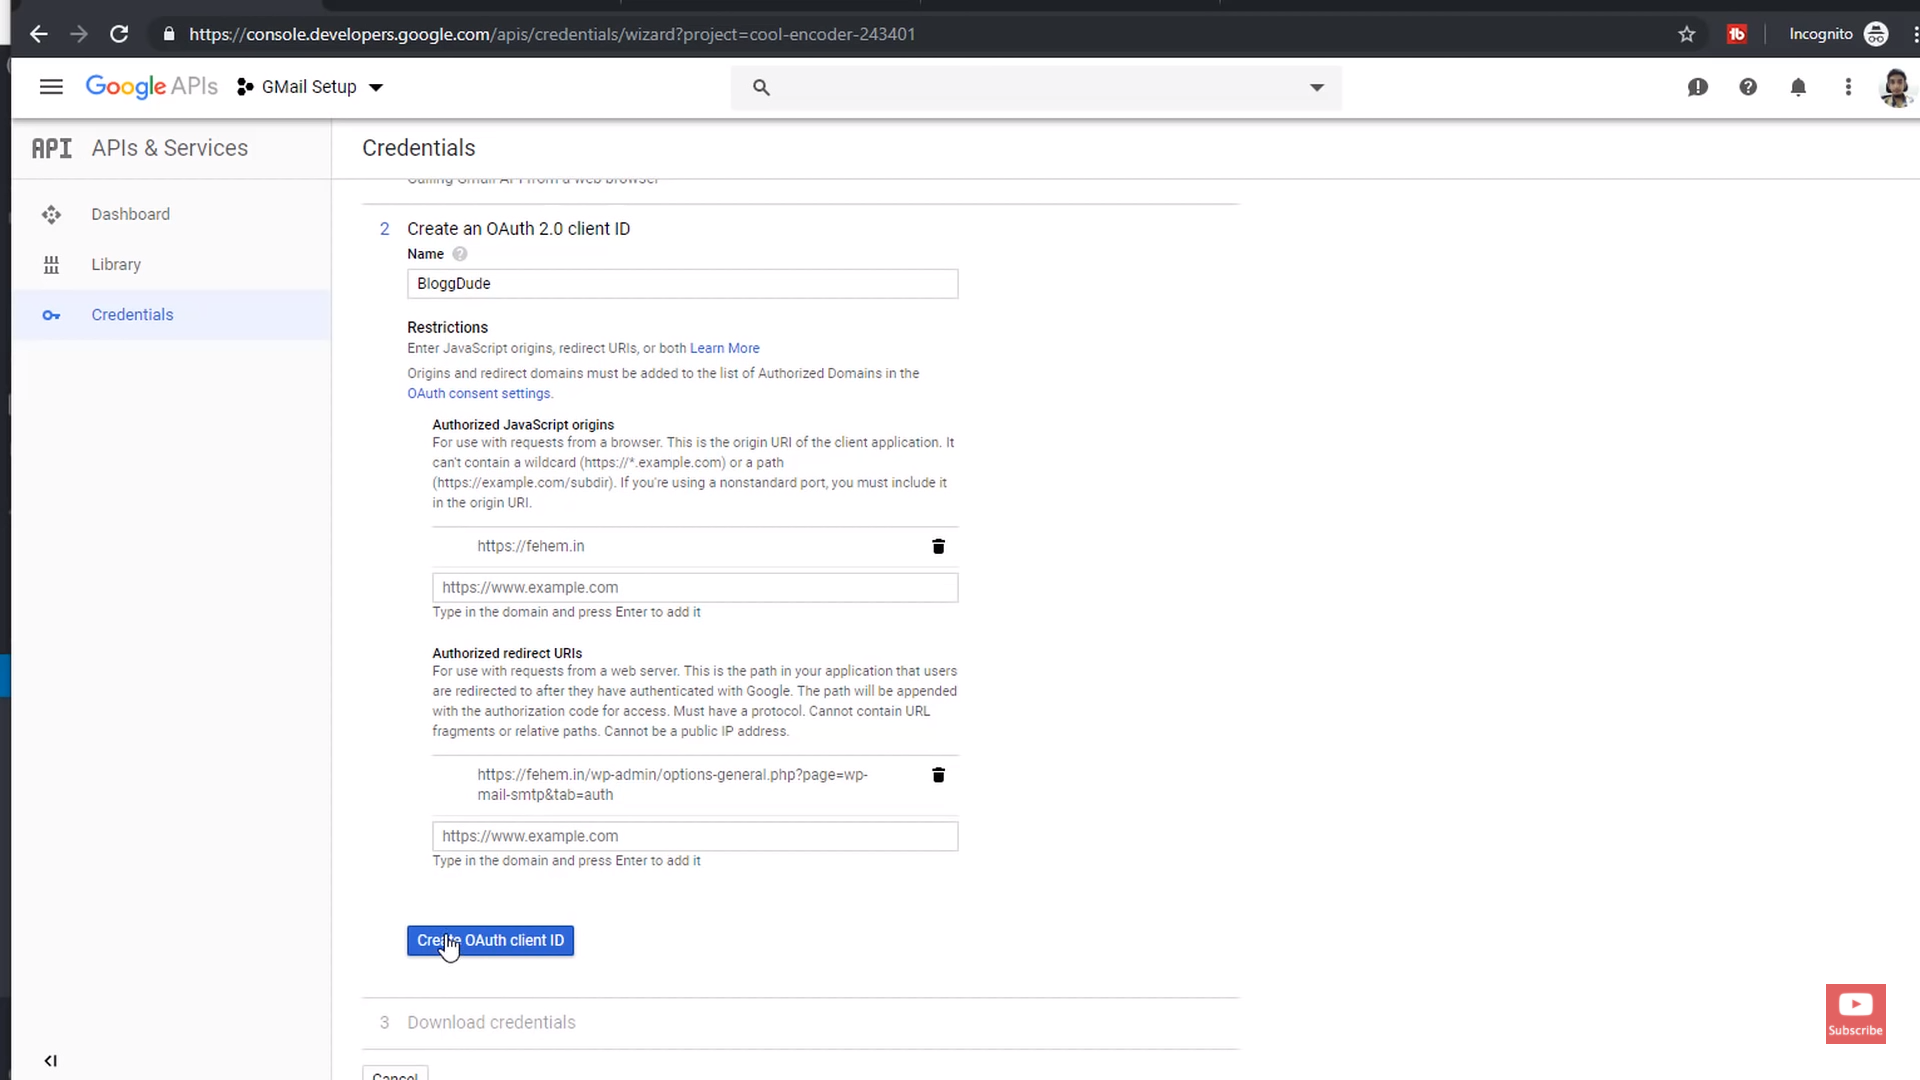 https://console.developers.google.com/apis/credentials/wizard?project=cool-encoder-243401
Incognito
Google APIs
GMail Setup
API APIs & Services
Credentials
Dashboard
Library
Credentials
Calling Gmail API from a web browser
2 Create an OAuth 2.0 client ID
Name
BloggDude
Restrictions
Enter JavaScript origins, redirect URIs, or both Learn More
Origins and redirect domains must be added to the list of Authorized Domains in the
OAuth consent settings.
Authorized JavaScript origins
For use with requests from a browser. This is the origin URI of the client application. It
can't contain a wildcard (https://*.example.com) or a path
(https://example.com/subdir). If you're using a nonstandard port, you must include it
in the origin URI.
https://fehem.in
https://www.example.com
Type in the domain and press Enter to add it
Authorized redirect URIs
For use with requests from a web server. This is the path in your application that users
are redirected to after they have authenticated with Google. The path will be appended
with the authorization code for access. Must have a protocol. Cannot contain URL
fragments or relative paths. Cannot be a public IP address.
https://fehem.in/wp-admin/options-general.php?page=wp-
mail-smtp&tab=auth
https://www.example.com
Type in the domain and press Enter to add it
Create OAuth client ID
3 Download credentials
Cancel
Subscribe